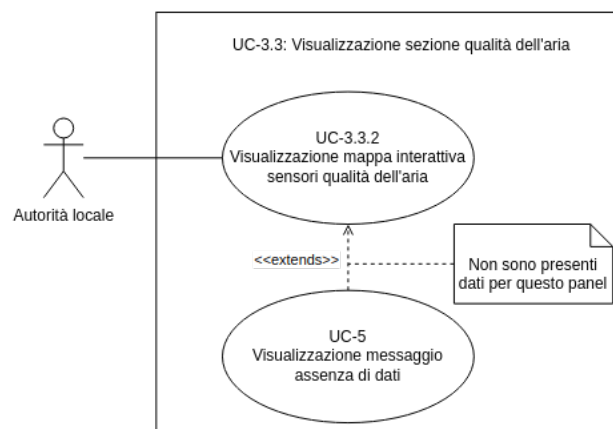 UC-3.3: Visualizzazione sezione qualità dell'aria
UC-3.3.2
Visualizzazione mappa interattiva
sensori qualità dell'aria
Autorità locale
<<extends>>
Non sono presenti
dati per questo panel
UC-5
Visualizzazione messaggio
assenza di dati